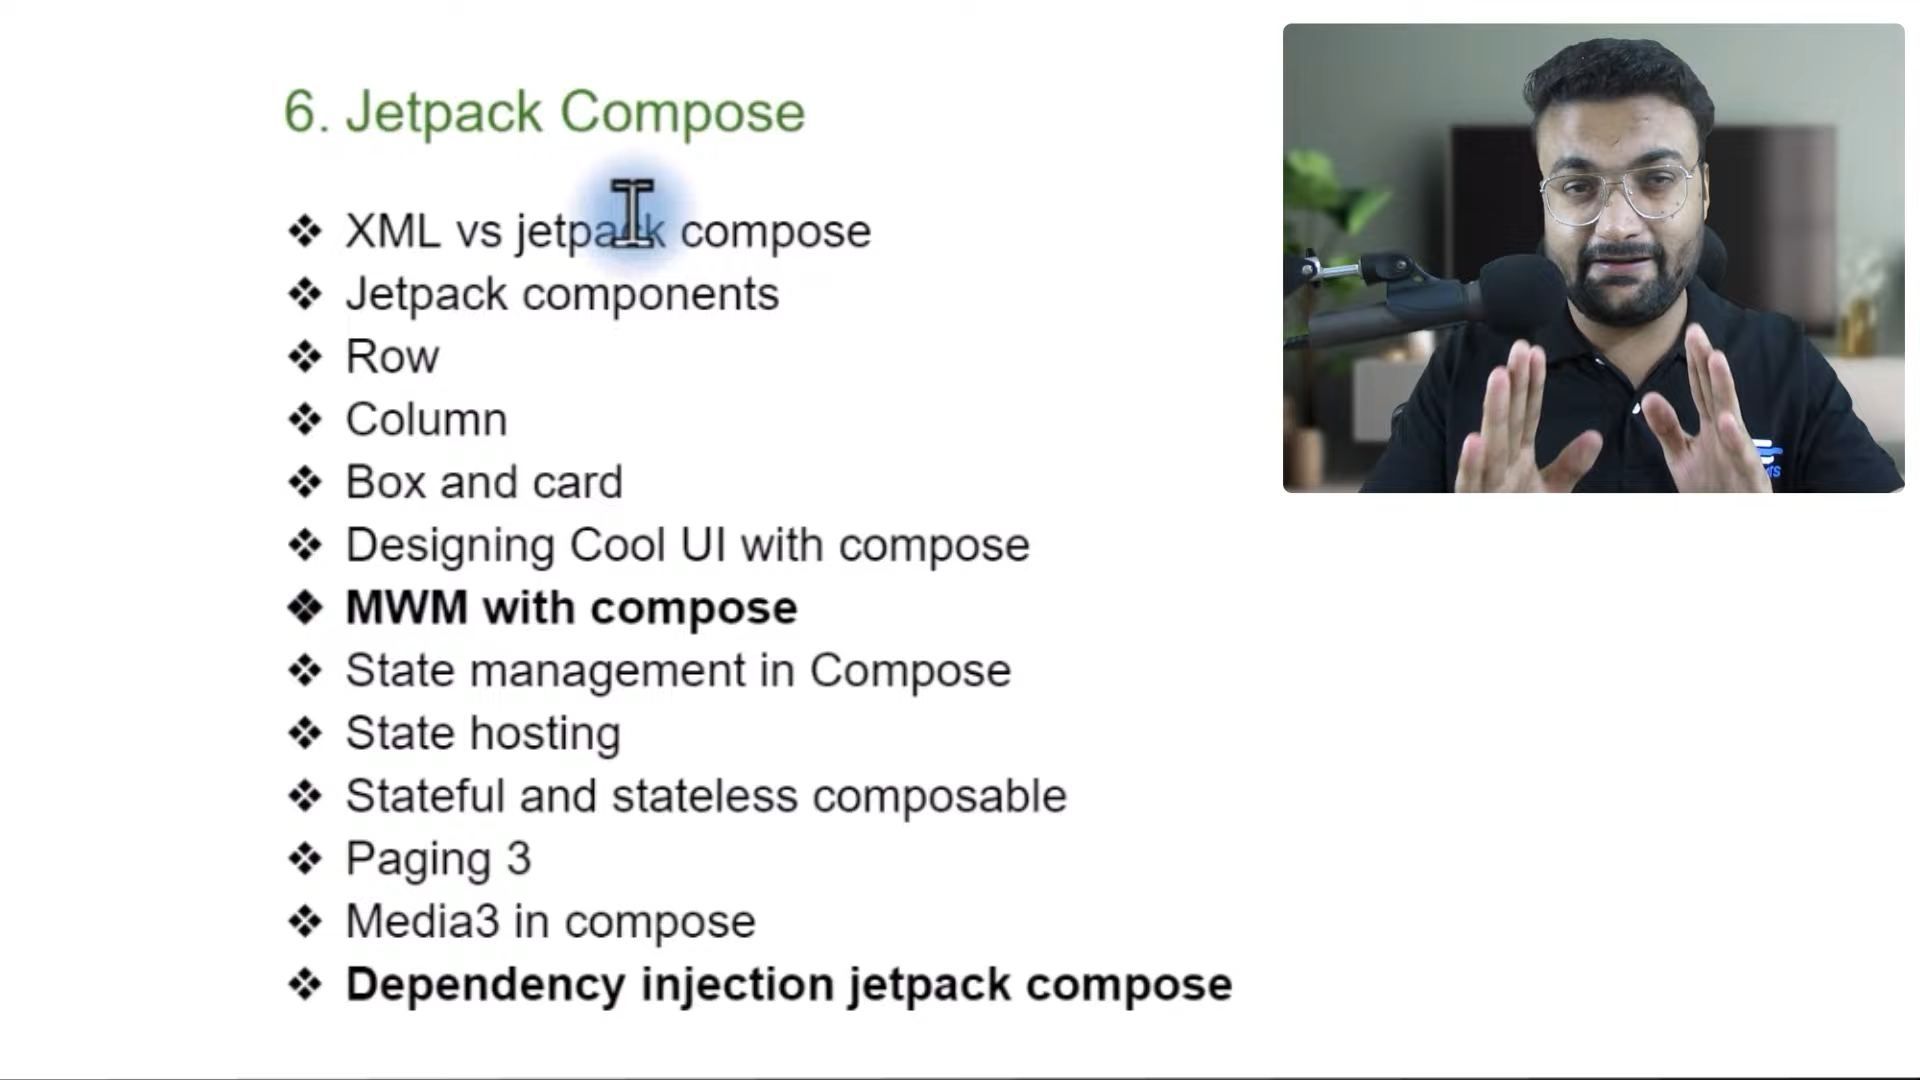 6. Jetpack Compose
❖ XML vs jetpack compose
❖ Jetpack components
❖ Row
❖ Column
❖ Box and card
❖ Designing Cool UI with compose
❖ MWM with compose
❖ State management in Compose
❖ State hosting
❖ Stateful and stateless composable
❖ Paging 3
❖ Media3 in compose
❖ Dependency injection jetpack compose